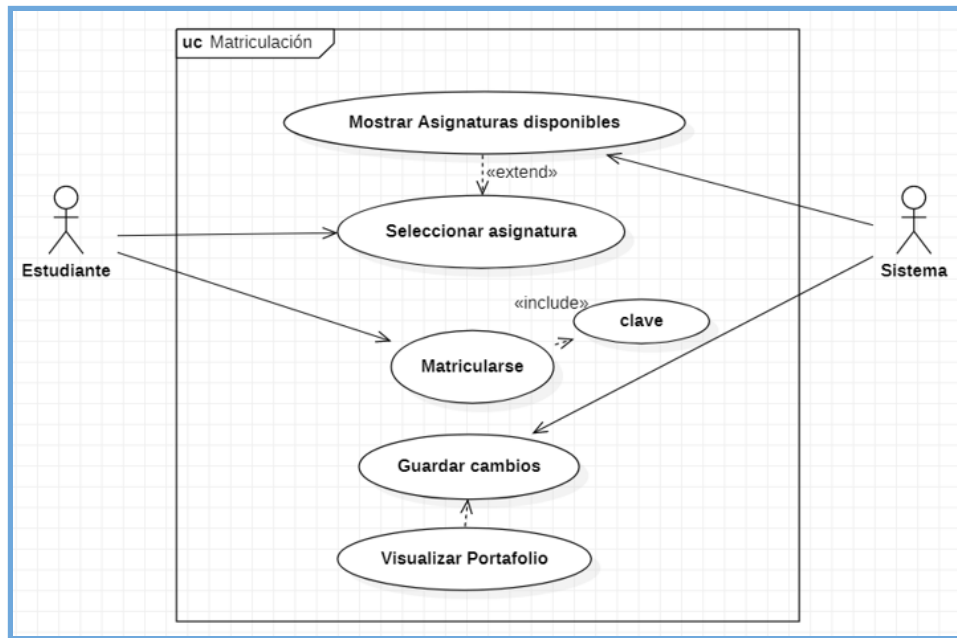 uc Matriculación
Mostrar Asignaturas disponibles
«extend»
Seleccionar asignatura
Estudiante
Sistema
«include»
clave
Matricularse
Guardar cambios
Visualizar Portafolio